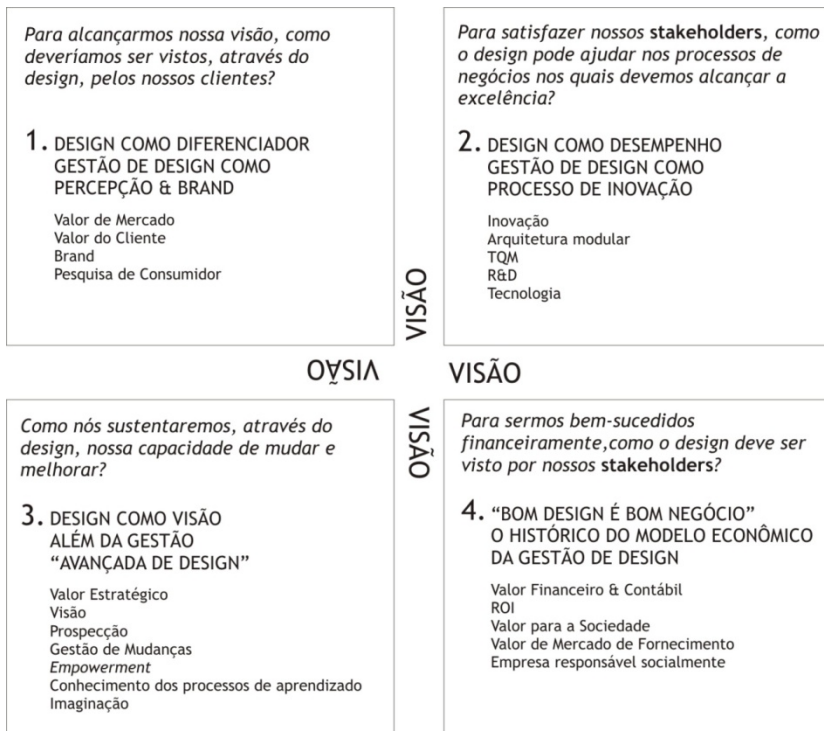 Para alcançarmos nossa visão, como
deveríamos ser vistos, através do
design, pelos nossos clientes?
1. DESIGN COMO DIFERENCIADOR
GESTÃO DE DESIGN COMO
PERCEPÇÃO & BRAND
Valor de Mercado
Valor do Cliente
Brand
Pesquisa de Consumidor
Para satisfazer nossos stakeholders, como
o design pode ajudar nos processos de
negócios nos quais devemos alcançar a
excelência?
2. DESIGN COMO DESEMPENHO
GESTÃO DE DESIGN COMO
PROCESSO DE INOVAÇÃO
Inovação
Arquitetura modular
TQM
R&D
Tecnologia
VISÃO
VISÃO
VISÃO
VISÃO
Como nós sustentaremos, através do
design, nossa capacidade de mudar e
melhorar?
3. DESIGN COMO VISÃO
ALÉM DA GESTÃO
“AVANÇADA DE DESIGN”
Valor Estratégico
Visão
Prospecção
Gestão de Mudanças
Empowerment
Conhecimento dos processos de aprendizado
Imaginação
Para sermos bem-sucedidos
financeiramente,como o design deve ser
visto por nossos stakeholders?
4. “BOM DESIGN É BOM NEGÓCIO”
O HISTÓRICO DO MODELO ECONÔMICO
DA GESTÃO DE DESIGN
Valor Financeiro & Contábil
ROI
Valor para a Sociedade
Valor de Mercado de Fornecimento
Empresa responsável socialmente